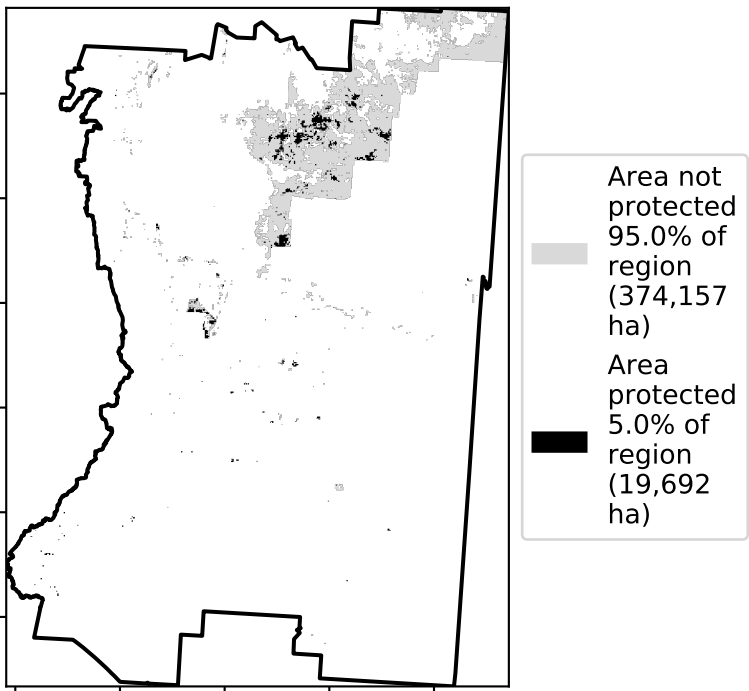 Area not
protected
95.0% of
region
(374,157
ha)
Area
protected
5.0% of
region
(19,692
ha)